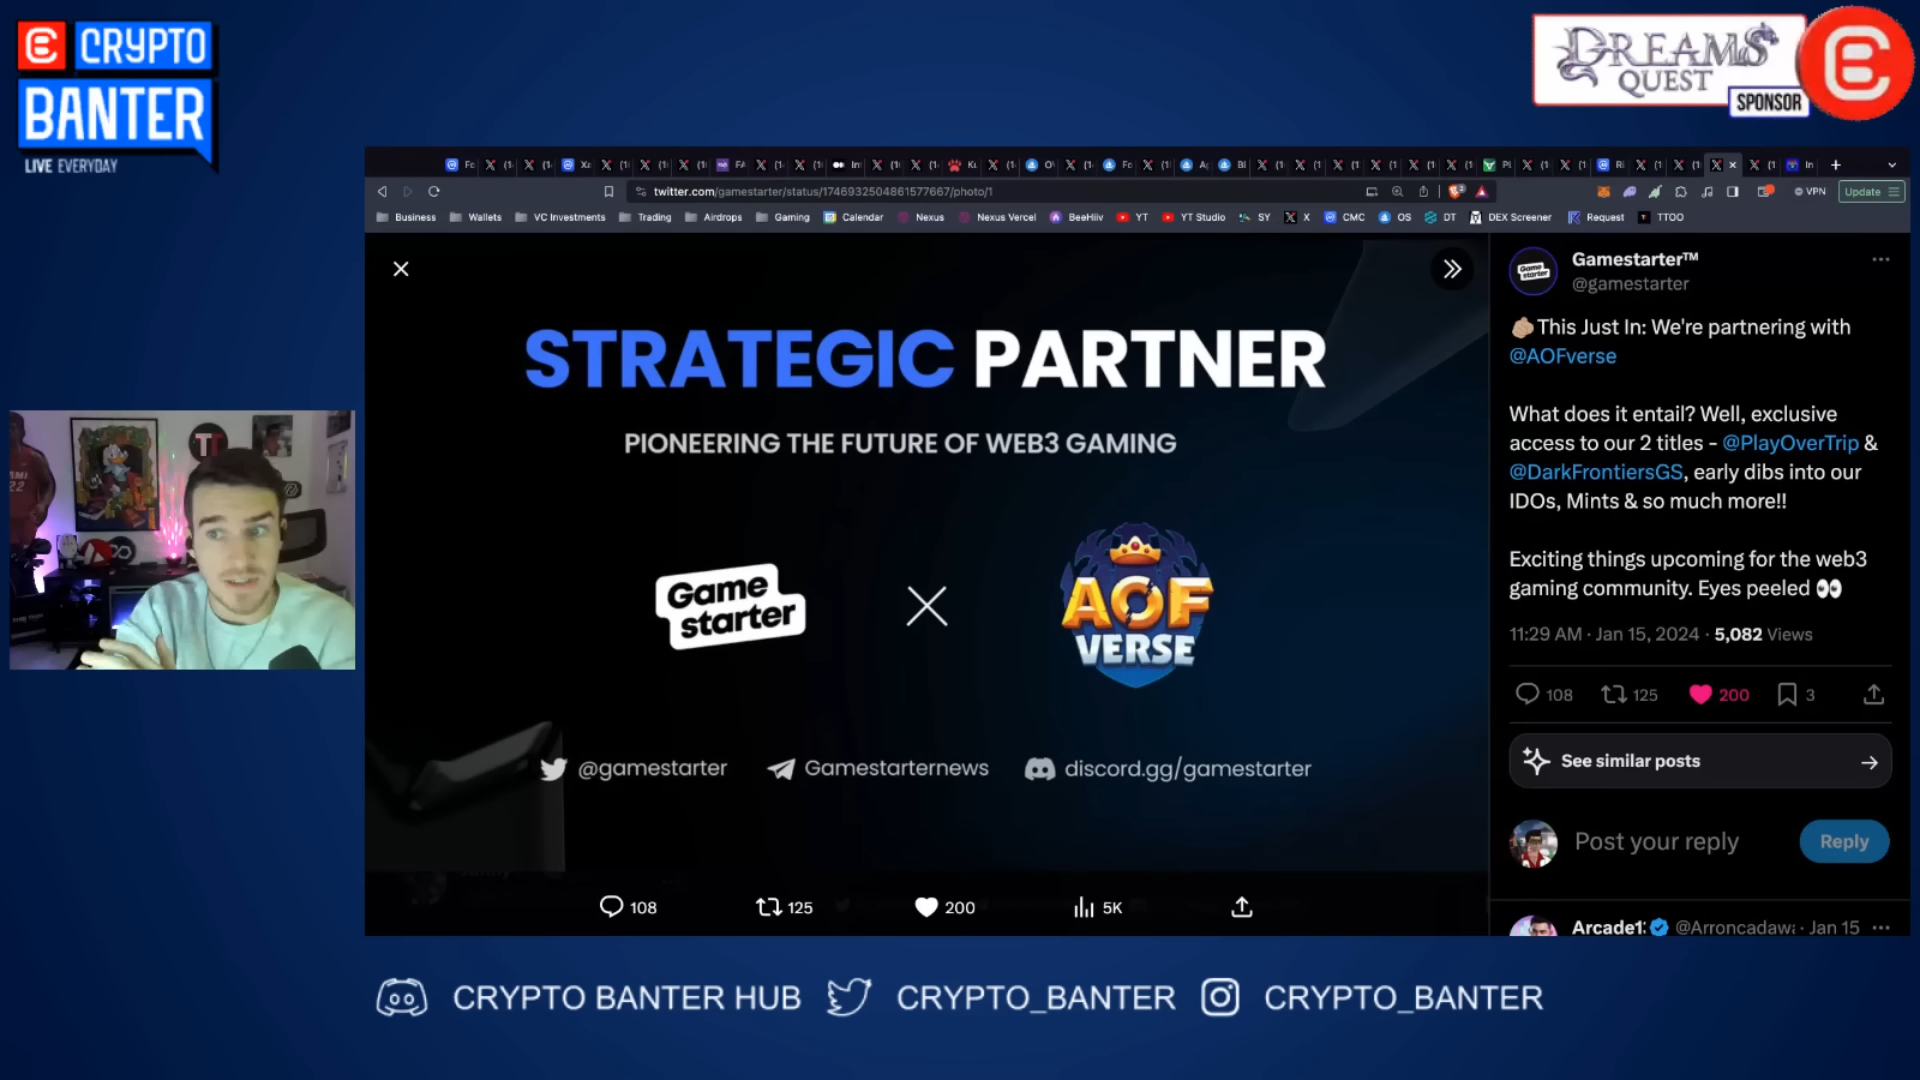 CRYPTO
BANTER
LIVE EVERYDAY
DREAMS
QUEST
SPONSOR
twitter.com/gamestarter/status/1746932504861577667/photo/1
VPN
Update
Business
Wallets
VC Investments
Trading
Airdrops
Gaming
Calendar
Nexus
Nexus Vercel
BeeHiiv
YT
YT Studio
SY
X
CMC
OS
DT
DEX Screener
Request
TTOO
STRATEGIC PARTNER
PIONEERING THE FUTURE OF WEB3 GAMING
Game
starter
AOF
VERSE
@gamestarter
Gamestarternews
discord.gg/gamestarter
108
125
200
5K
Gamestarter™
@gamestarter
This Just In: We're partnering with
@AOFverse
What does it entail? Well, exclusive
access to our 2 titles - @PlayOverTrip &
@DarkFrontiersGS, early dibs into our
IDOs, Mints & so much more!!
Exciting things upcoming for the web3
gaming community. Eyes peeled 👀
11:29 AM · Jan 15, 2024 · 5,082 Views
108
125
200
3
See similar posts
Post your reply
Reply
@Arroncadawa · Jan 15
CRYPTO BANTER HUB
CRYPTO_BANTER
CRYPTO_BANTER